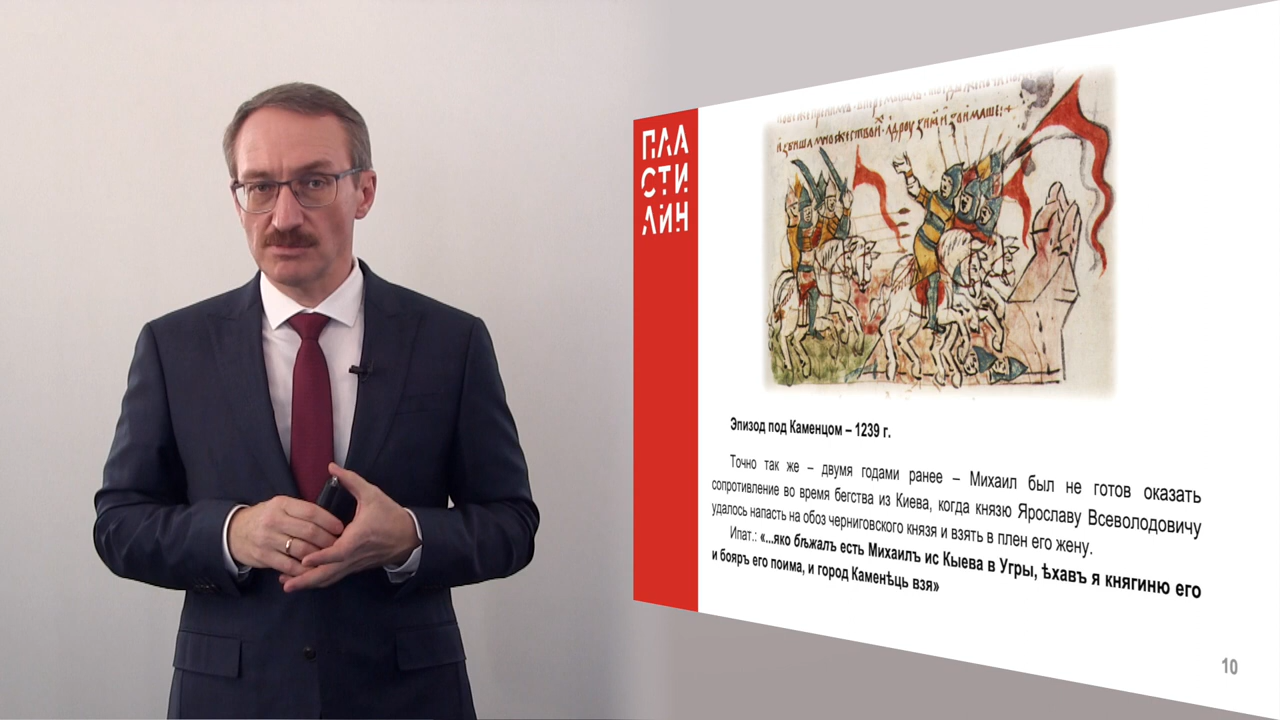 ПЛА
СТИ
ЛИН
и збиша множество
Эпизод под Каменцом – 1239 г.
Точно так же – двумя годами ранее – Михаил был не готов оказать
сопротивление во время бегства из Киева, когда князю Ярославу Всеволодовичу
удалось напасть на обоз черниговского князя и взять в плен его жену.
Ипат.: «...яко бѣжалъ есть Михаилъ ис Кыева в Угры, ѣхавъ я княгиню его
и бояръ его поима, и город Каменѣць взя»
10